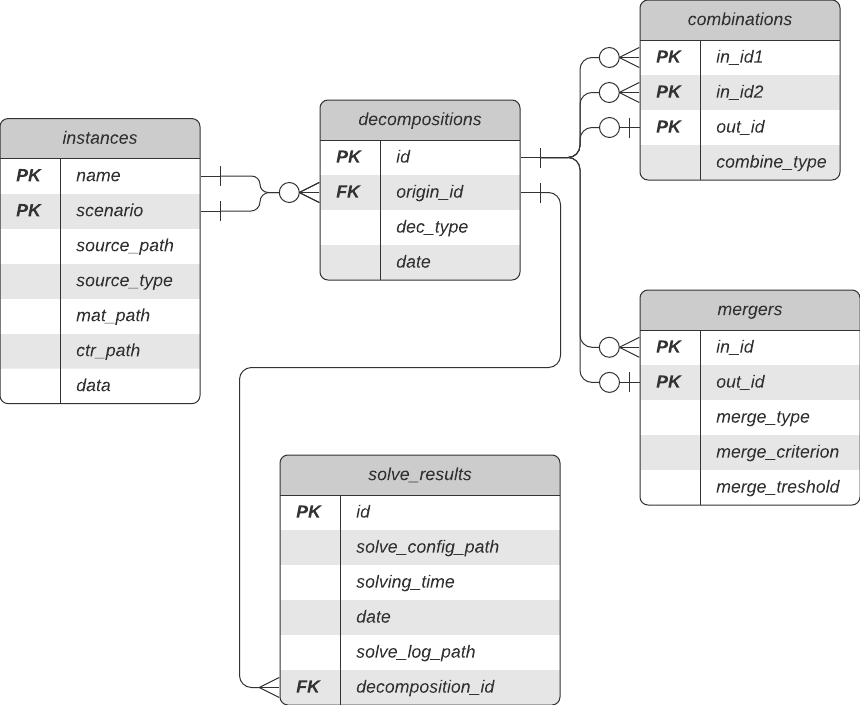 instances
PK name
PK scenario
source_path
source_type
mat_path
ctr_path
data
decompositions
PK id
FK origin_id
dec_type
date
combinations
PK in_id1
PK in_id2
PK out_id
combine_type
mergers
PK in_id
PK out_id
merge_type
merge_criterion
merge_treshold
solve_results
PK id
solve_config_path
solving_time
date
solve_log_path
FK decomposition_id